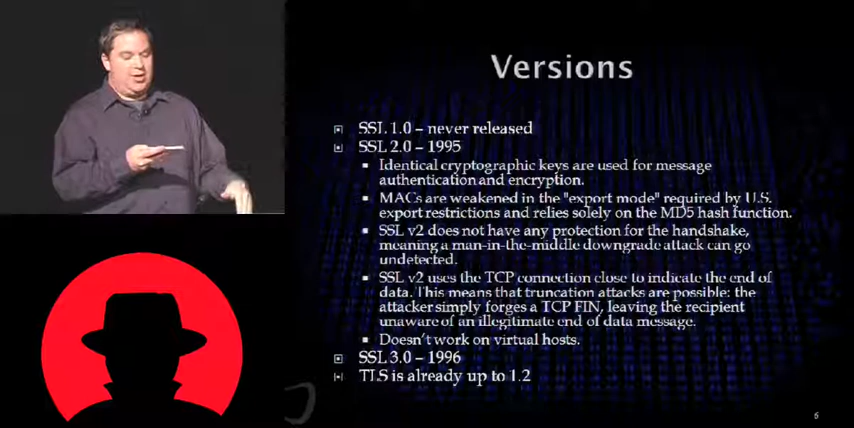 Versions
SSL 1.0 – never released
SSL 2.0 – 1995
Identical cryptographic keys are used for message
authentication and encryption.
MACs are weakened in the "export mode" required by U.S.
export restrictions and relies solely on the MD5 hash function.
SSL v2 does not have any protection for the handshake,
meaning a man-in-the-middle downgrade attack can go
undetected.
SSL v2 uses the TCP connection close to indicate the end of
data. This means that truncation attacks are possible: the
attacker simply forges a TCP FIN, leaving the recipient
unaware of an illegitimate end of data message.
Doesn't work on virtual hosts.
SSL 3.0 – 1996
TLS is already up to 1.2
6